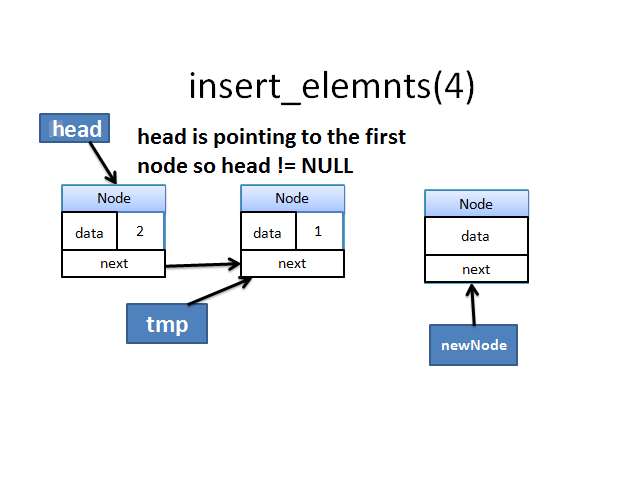 insert_elemnts(4)
head
head is pointing to the first
node so head != NULL
Node
data 2
next
Node
data 1
next
Node
data
next
tmp
newNode